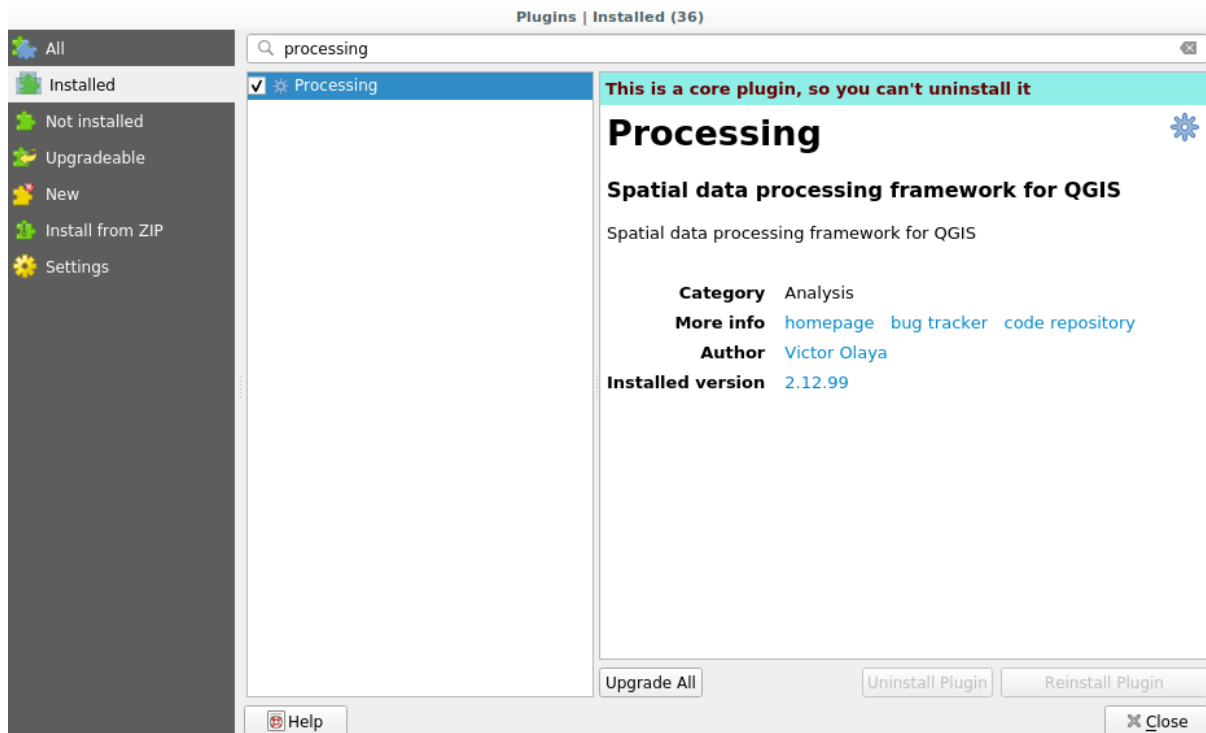 Plugins | Installed (36)
All
Installed
Not installed
Upgradeable
New
Install from ZIP
Settings
processing
Processing
This is a core plugin, so you can't uninstall it
Processing
Spatial data processing framework for QGIS
Spatial data processing framework for QGIS
Category Analysis
More info homepage bug tracker code repository
Author Victor Olaya
Installed version 2.12.99
Upgrade All Uninstall Plugin Reinstall Plugin
Help Close